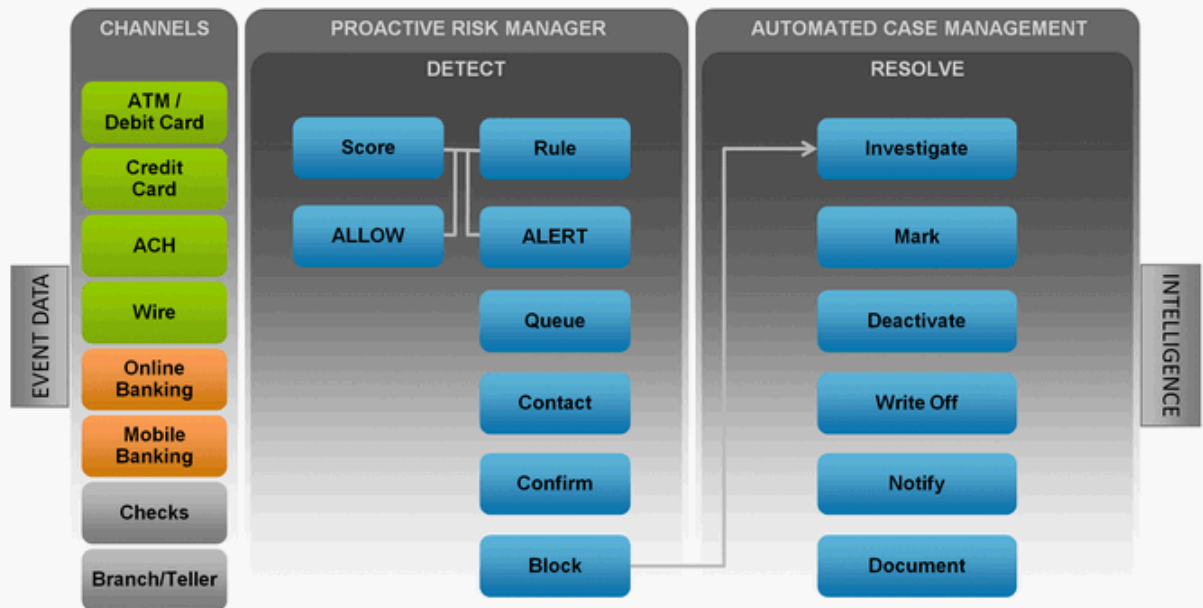 CHANNELS
PROACTIVE RISK MANAGER
AUTOMATED CASE MANAGEMENT
DETECT
RESOLVE
EVENT DATA
ATM /
Debit Card
Credit
Card
ACH
Wire
Online
Banking
Mobile
Banking
Checks
Branch/Teller
Score
Rule
ALLOW
ALERT
Queue
Contact
Confirm
Block
Investigate
Mark
Deactivate
Write Off
Notify
Document
INTELLIGENCE